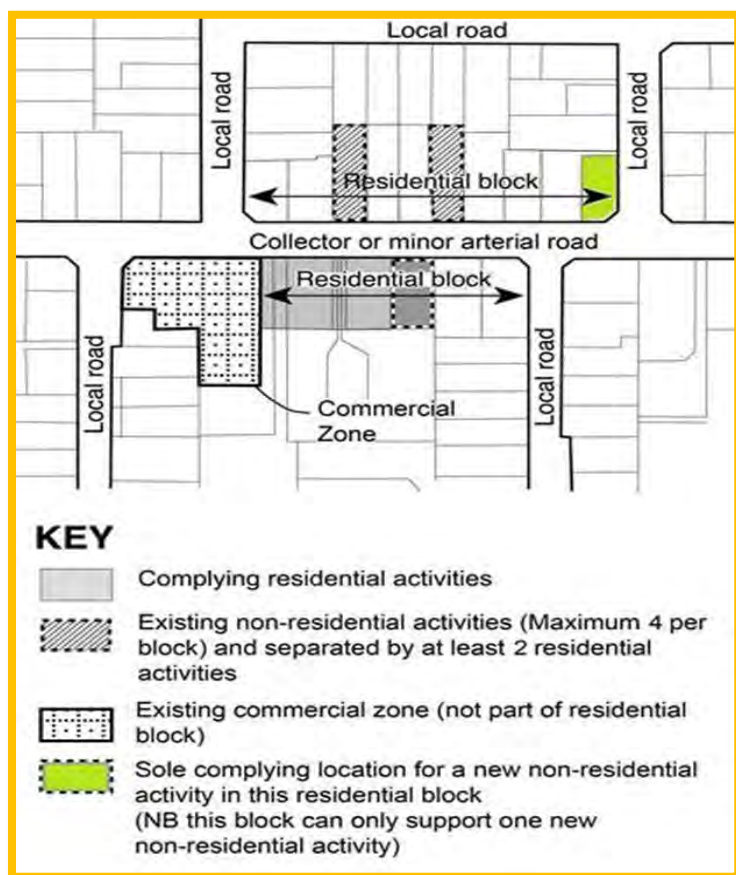 Local road
Local road
Local road
Residential block
Collector or minor arterial road
Residential block
Local road
Local road
Commercial
Zone
KEY
Complying residential activities
Existing non-residential activities (Maximum 4 per
block) and separated by at least 2 residential
activities
Existing commercial zone (not part of residential
block)
Sole complying location for a new non-residential
activity in this residential block
(NB this block can only support one new
non-residential activity)